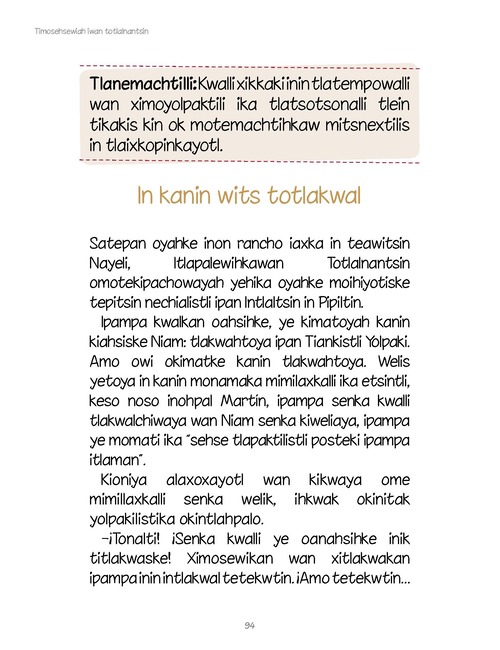 Timosehsewiah iwan totlalnantsin
Tlanemachtilli: Kwalli xikkaki inin tlatempowalli
wan ximoyolpaktili ika tlatsotsonalli tlein
tikakis kin ok motemachtihkaw mitsnextilis
in tlaixkopinkayotl.
In kanin wits totlakwal
Satepan oyahke inon rancho iaxka in teawitsin
Nayeli, Itlapalewihkawan Totlalnantsin
omotekipachowayah yehika oyahke moihiyotiske
tepitsin nechialistli ipan Intlaltsin in Pipiltin.
Ipampa kwalkan oahsihke, ye kimatoyah kanin
kiahsiske Niam: tlakwahtoya ipan Tiankistli Yolpaki.
Amo owi okimatke kanin tlakwahtoya. Welis
yetoya in kanin monamaka mimilaxkalli ika etsintli,
keso noso inohpal Martin, ipampa senka kwalli
tlakwalchiwaya wan Niam senka kiweliaya, ipampa
ye momati ika "sehse tlapaktilistli posteki ipampa
itlaman".
Kioniya alaxoxayotl wan kikwaya ome
mimillaxkalli senka welik, ihkwak okinitak
yolpakilistika okintlahpalo.
–¡Tonalti! ¡Senka kwalli ye oanahsihke inik
titlakwaske! Ximosewikan wan xitlakwakan
ipampa inin intlakwal tetekwtin. ¡Amo tetekwtin...
94